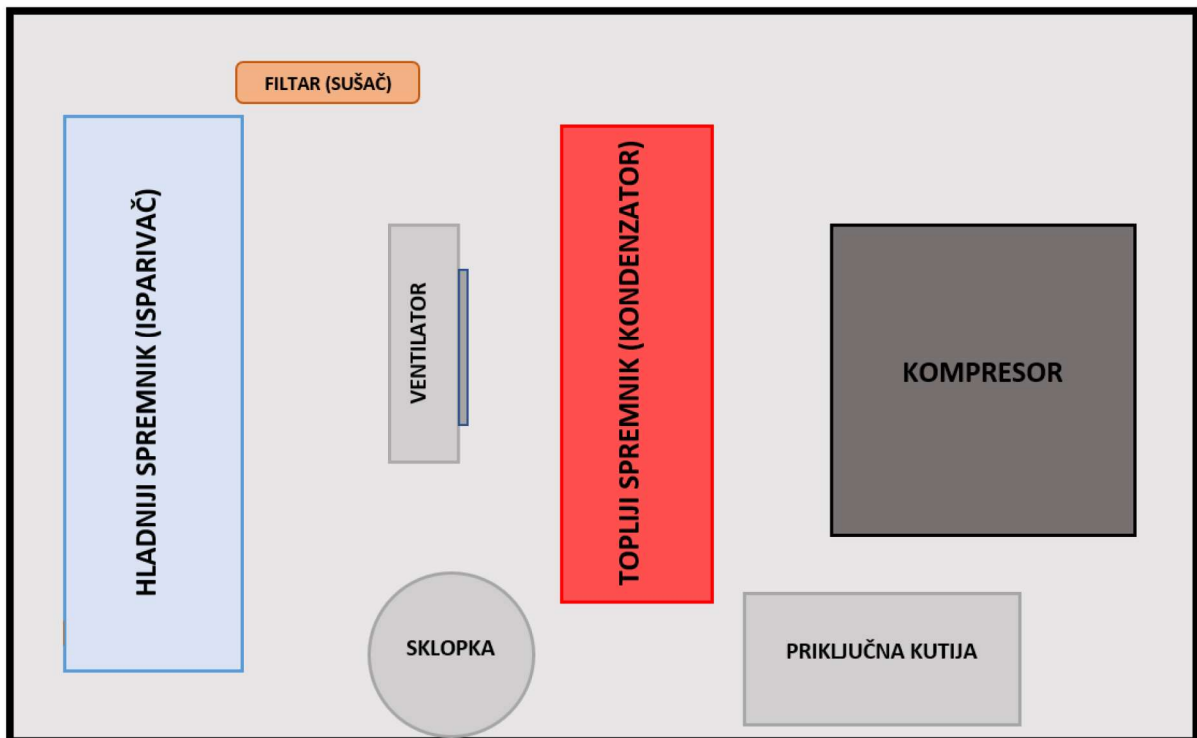 FILTAR (SUŠAČ)
HLADNIJI SPREMNIK (ISPARIVAČ)
VENTILATOR
TOPLIJI SPREMNIK (KONDENZATOR)
KOMPRESOR
SKLOPKA
PRIKLJUČNA KUTIJA